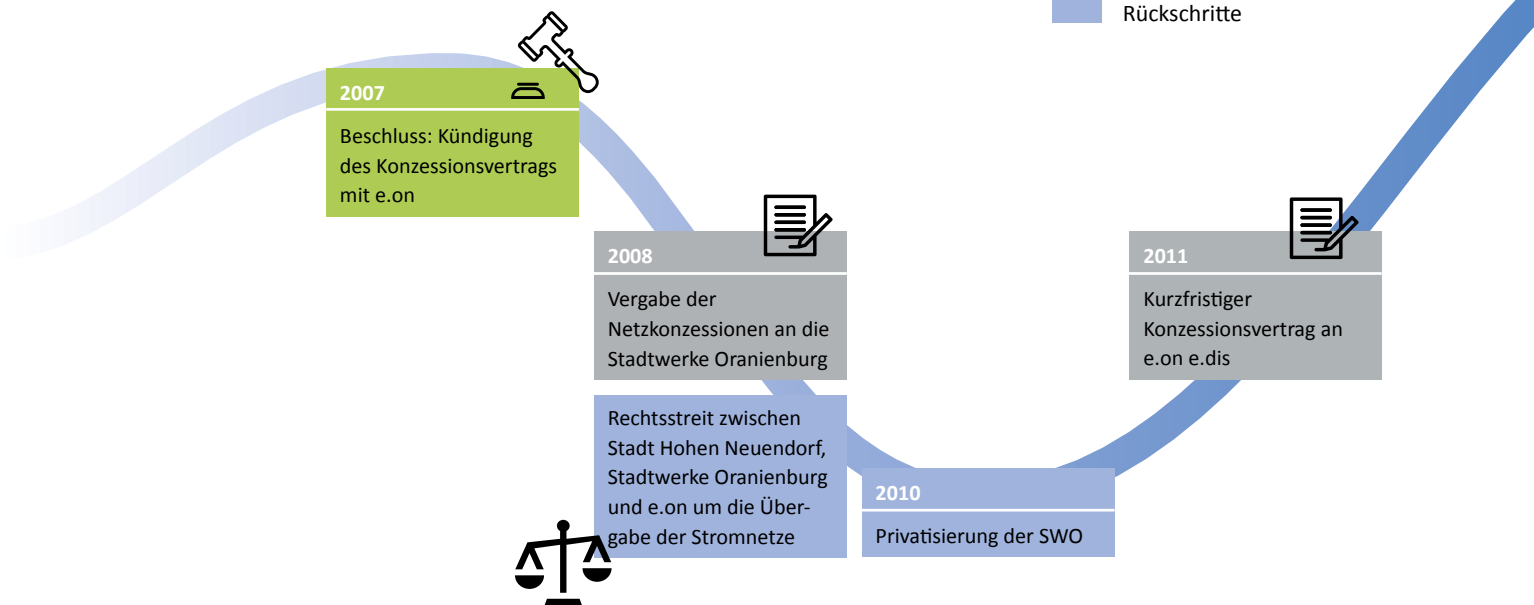 Rückschritte
2007
Beschluss: Kündigung
des Konzessionsvertrags
mit e.on
2008
Vergabe der
Netzkonzessionen an die
Stadtwerke Oranienburg
Rechtsstreit zwischen
Stadt Hohen Neuendorf,
Stadtwerke Oranienburg
und e.on um die Über-
gabe der Stromnetze
2010
Privatisierung der SWO
2011
Kurzfristiger
Konzessionsvertrag an
e.on e.dis